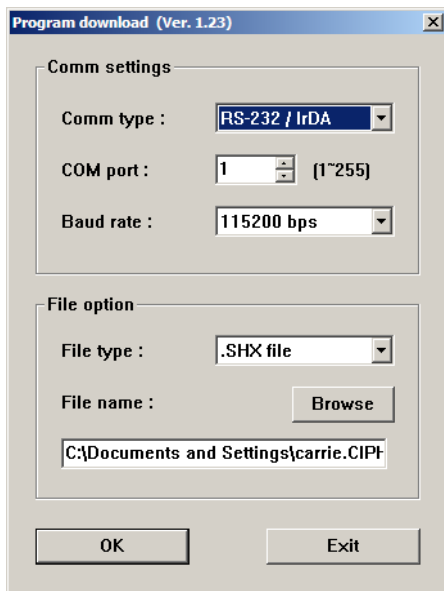 Program download (Ver. 1.23)
Comm settings
Comm type : RS-232 / IrDA
COM port : 1 (1~255)
Baud rate : 115200 bps
File option
File type : .SHX file
File name : Browse
C:\Documents and Settings\carrie.CIPH
OK Exit